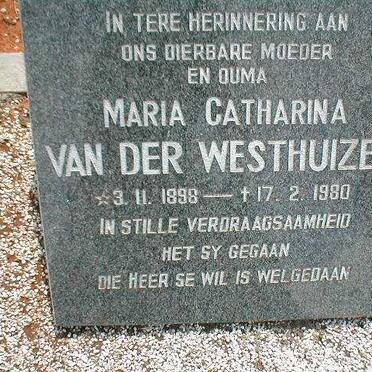 IN TERE HERINNERING AAN
ONS DIERBARE MOEDER
EN OUMA
MARIA CATHARINA
VAN DER WESTHUIZE
☆ 3. 11. 1898 — † 17. 2. 1980
IN STILLE VERDRAAGSAAMHEID
HET SY GEGAAN
DIE HEER SE WIL IS WELGEDAAN